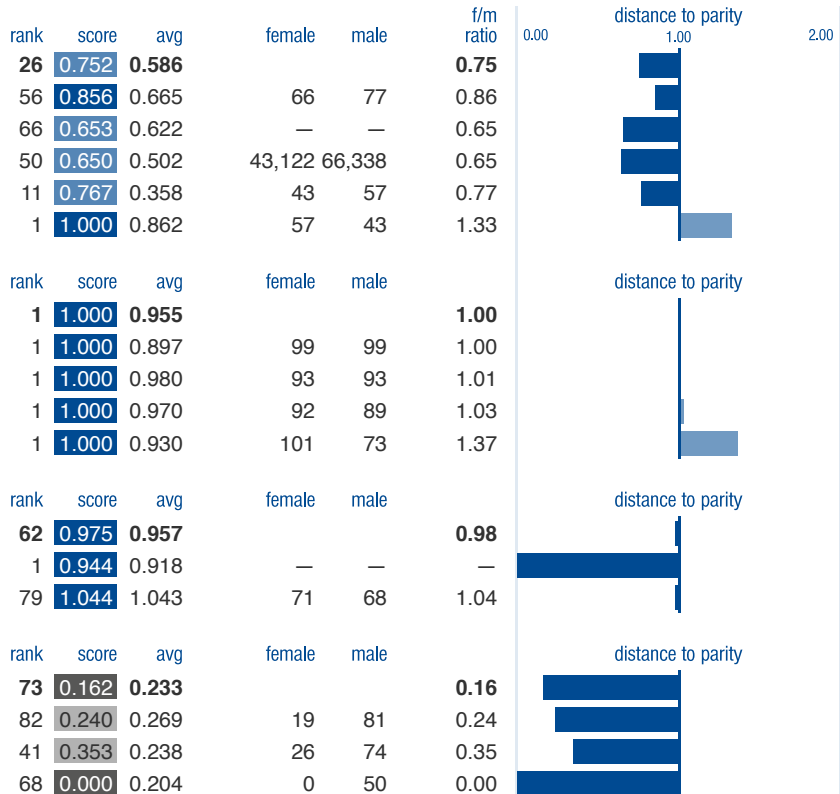 f/m
rank score avg female male ratio 0.00 distance to parity 1.00 2.00
26 0.752 0.586 0.75
56 0.856 0.665 66 77 0.86
66 0.653 0.622 — — 0.65
50 0.650 0.502 43,122 66,338 0.65
11 0.767 0.358 43 57 0.77
1 1.000 0.862 57 43 1.33
rank score avg female male distance to parity
1 1.000 0.955 1.00
1 1.000 0.897 99 99 1.00
1 1.000 0.980 93 93 1.01
1 1.000 0.970 92 89 1.03
1 1.000 0.930 101 73 1.37
rank score avg female male distance to parity
62 0.975 0.957 0.98
1 0.944 0.918 — — —
79 1.044 1.043 71 68 1.04
rank score avg female male distance to parity
73 0.162 0.233 0.16
82 0.240 0.269 19 81 0.24
41 0.353 0.238 26 74 0.35
68 0.000 0.204 0 50 0.00